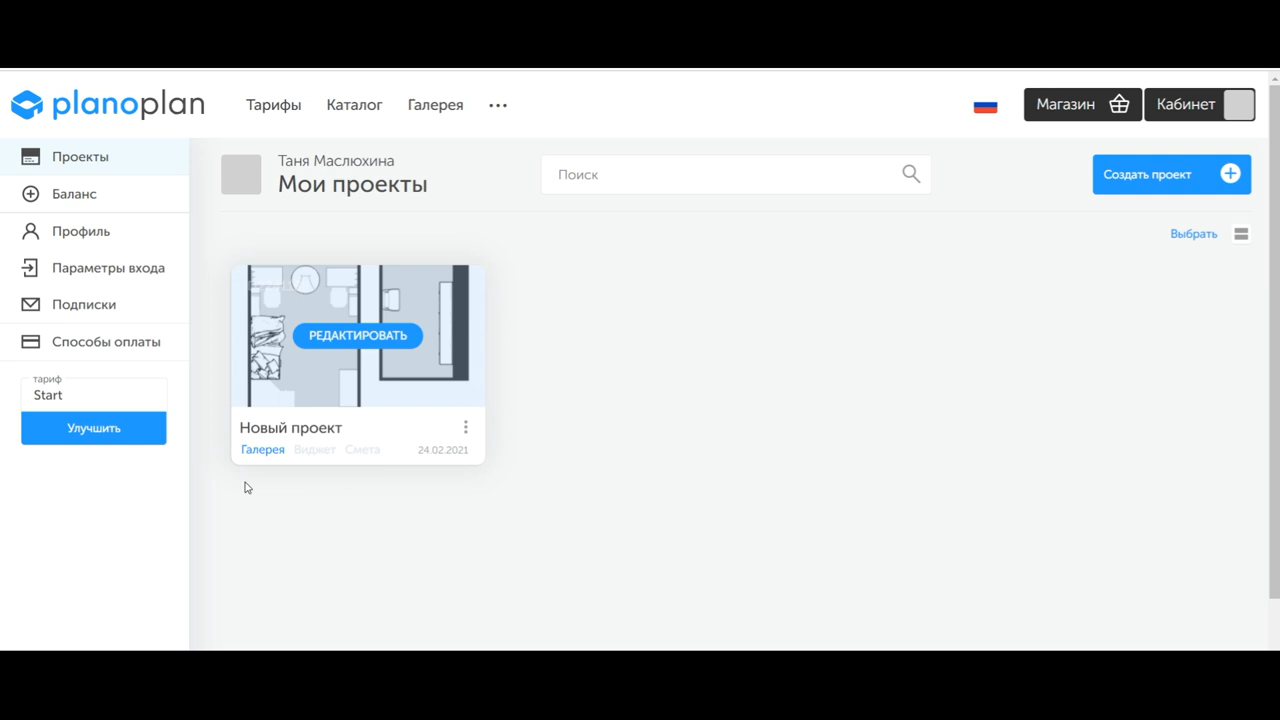 planoplan
Тарифы
Каталог
Галерея
Магазин
Кабинет
Проекты
Баланс
Профиль
Параметры входа
Подписки
Способы оплаты
тариф
Start
Улучшить
Таня Маслюхина
Мои проекты
Поиск
Создать проект
Выбрать
РЕДАКТИРОВАТЬ
Новый проект
Галерея Виджет Смета 24.02.2021